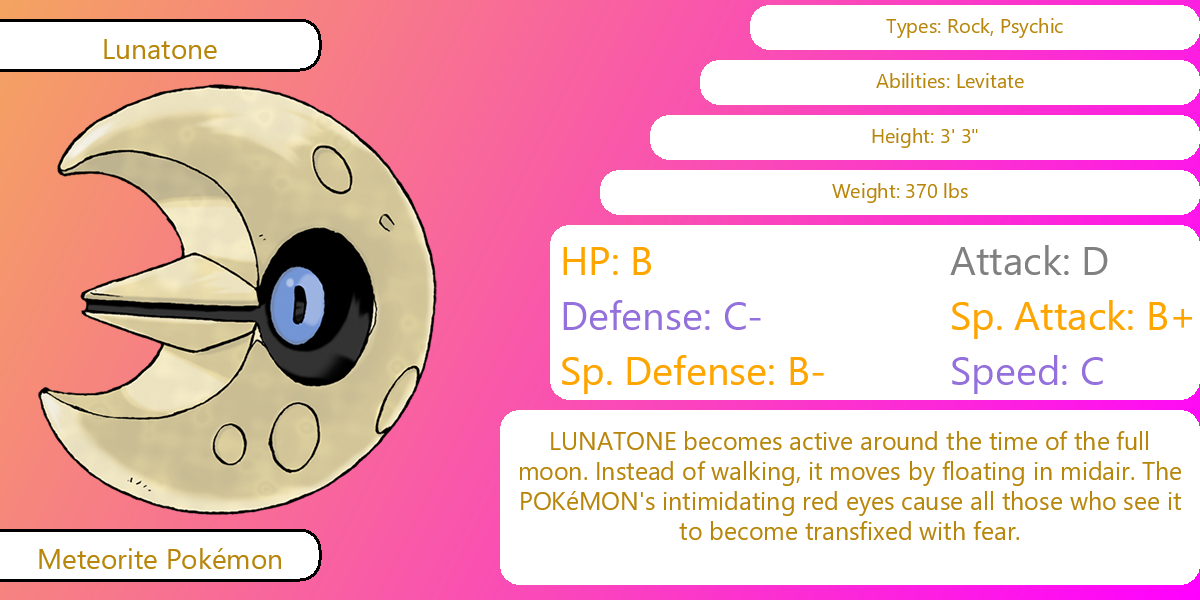 Lunatone
Types: Rock, Psychic
Abilities: Levitate
Height: 3' 3"
Weight: 370 lbs
HP: B
Attack: D
Defense: C-
Sp. Attack: B+
Sp. Defense: B-
Speed: C
LUNATONE becomes active around the time of the full
moon. Instead of walking, it moves by floating in midair. The
POKéMON's intimidating red eyes cause all those who see it
to become transfixed with fear.
Meteorite Pokémon